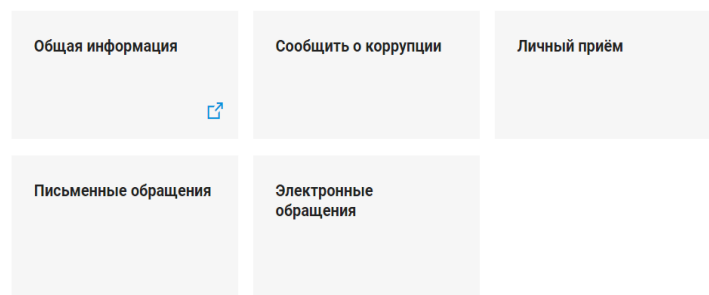 Общая информация
Сообщить о коррупции
Личный приём
Письменные обращения
Электронные
обращения